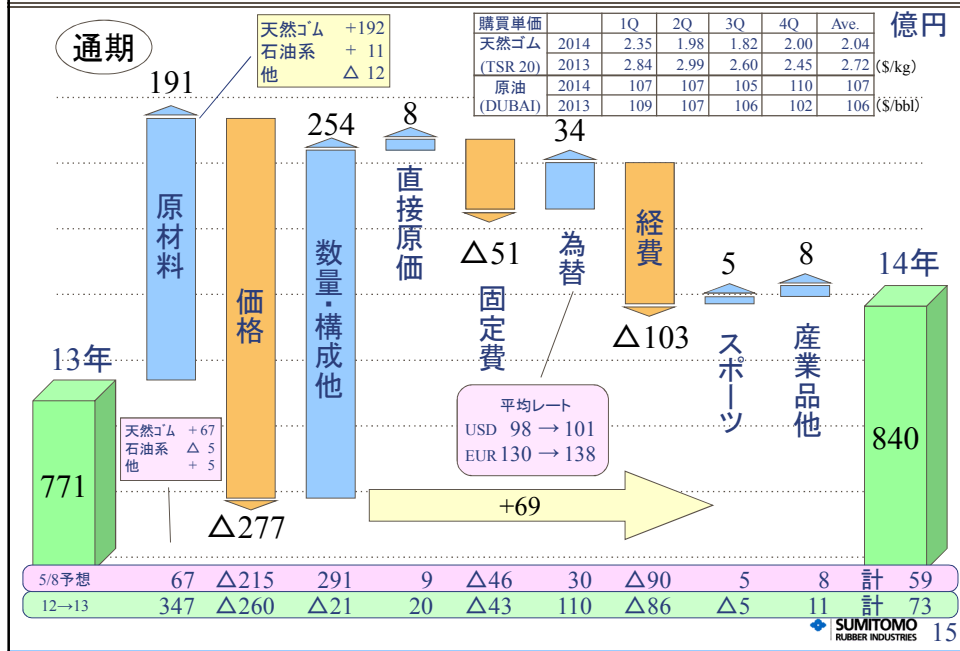 通期
億円
天然ｺﾞﾑ +192
石油系 + 11
他 △ 12
購買単価 1Q 2Q 3Q 4Q Ave.
天然ゴム 2014 2.35 1.98 1.82 2.00 2.04
(TSR 20) 2013 2.84 2.99 2.60 2.45 2.72 ($/kg)
原油 2014 107 107 105 110 107
(DUBAI) 2013 109 107 106 102 106 ($/bbl)
191
原材料
価格
△277
254
数量・構成他
8
直接原価
△51
固定費
34
為替
経費
△103
5
スポーツ
8
産業品他
13年
771
14年
840
天然ｺﾞﾑ +67
石油系 △ 5
他 + 5
平均レート
USD 98 → 101
EUR 130 → 138
+69
5/8予想 67 △215 291 9 △46 30 △90 5 8 計 59
12→13 347 △260 △21 20 △43 110 △86 △5 11 計 73
SUMITOMO
RUBBER INDUSTRIES
15